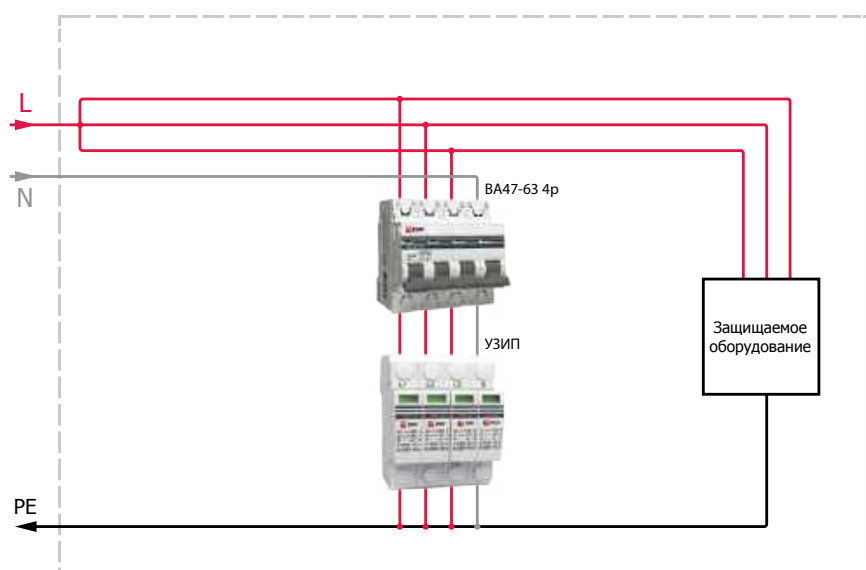 L
N
ВА47-63 4р
УЗИП
Защищаемое
оборудование
PE